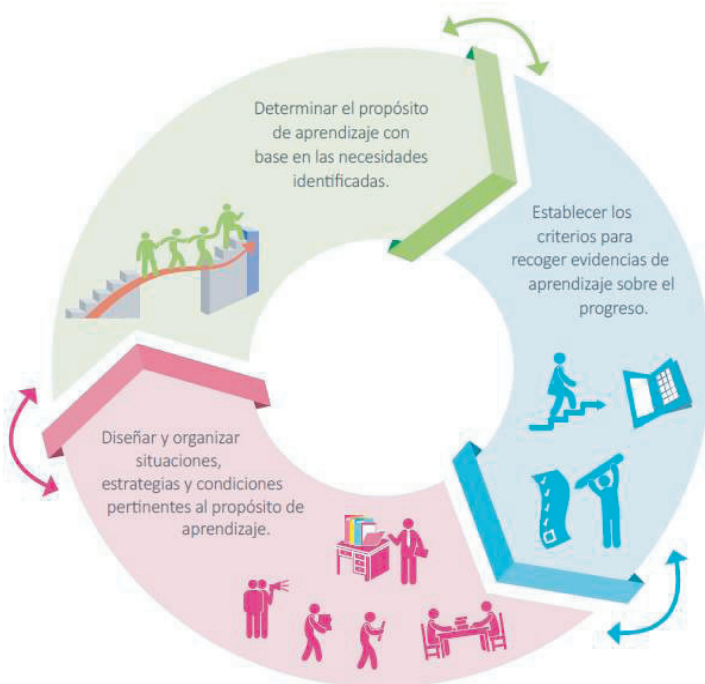 Determinar el propósito
de aprendizaje con
base en las necesidades
identificadas.
Establecer los
criterios para
recoger evidencias de
aprendizaje sobre el
progreso.
Diseñar y organizar
situaciones,
estrategias y condiciones
pertinentes al propósito de
aprendizaje.